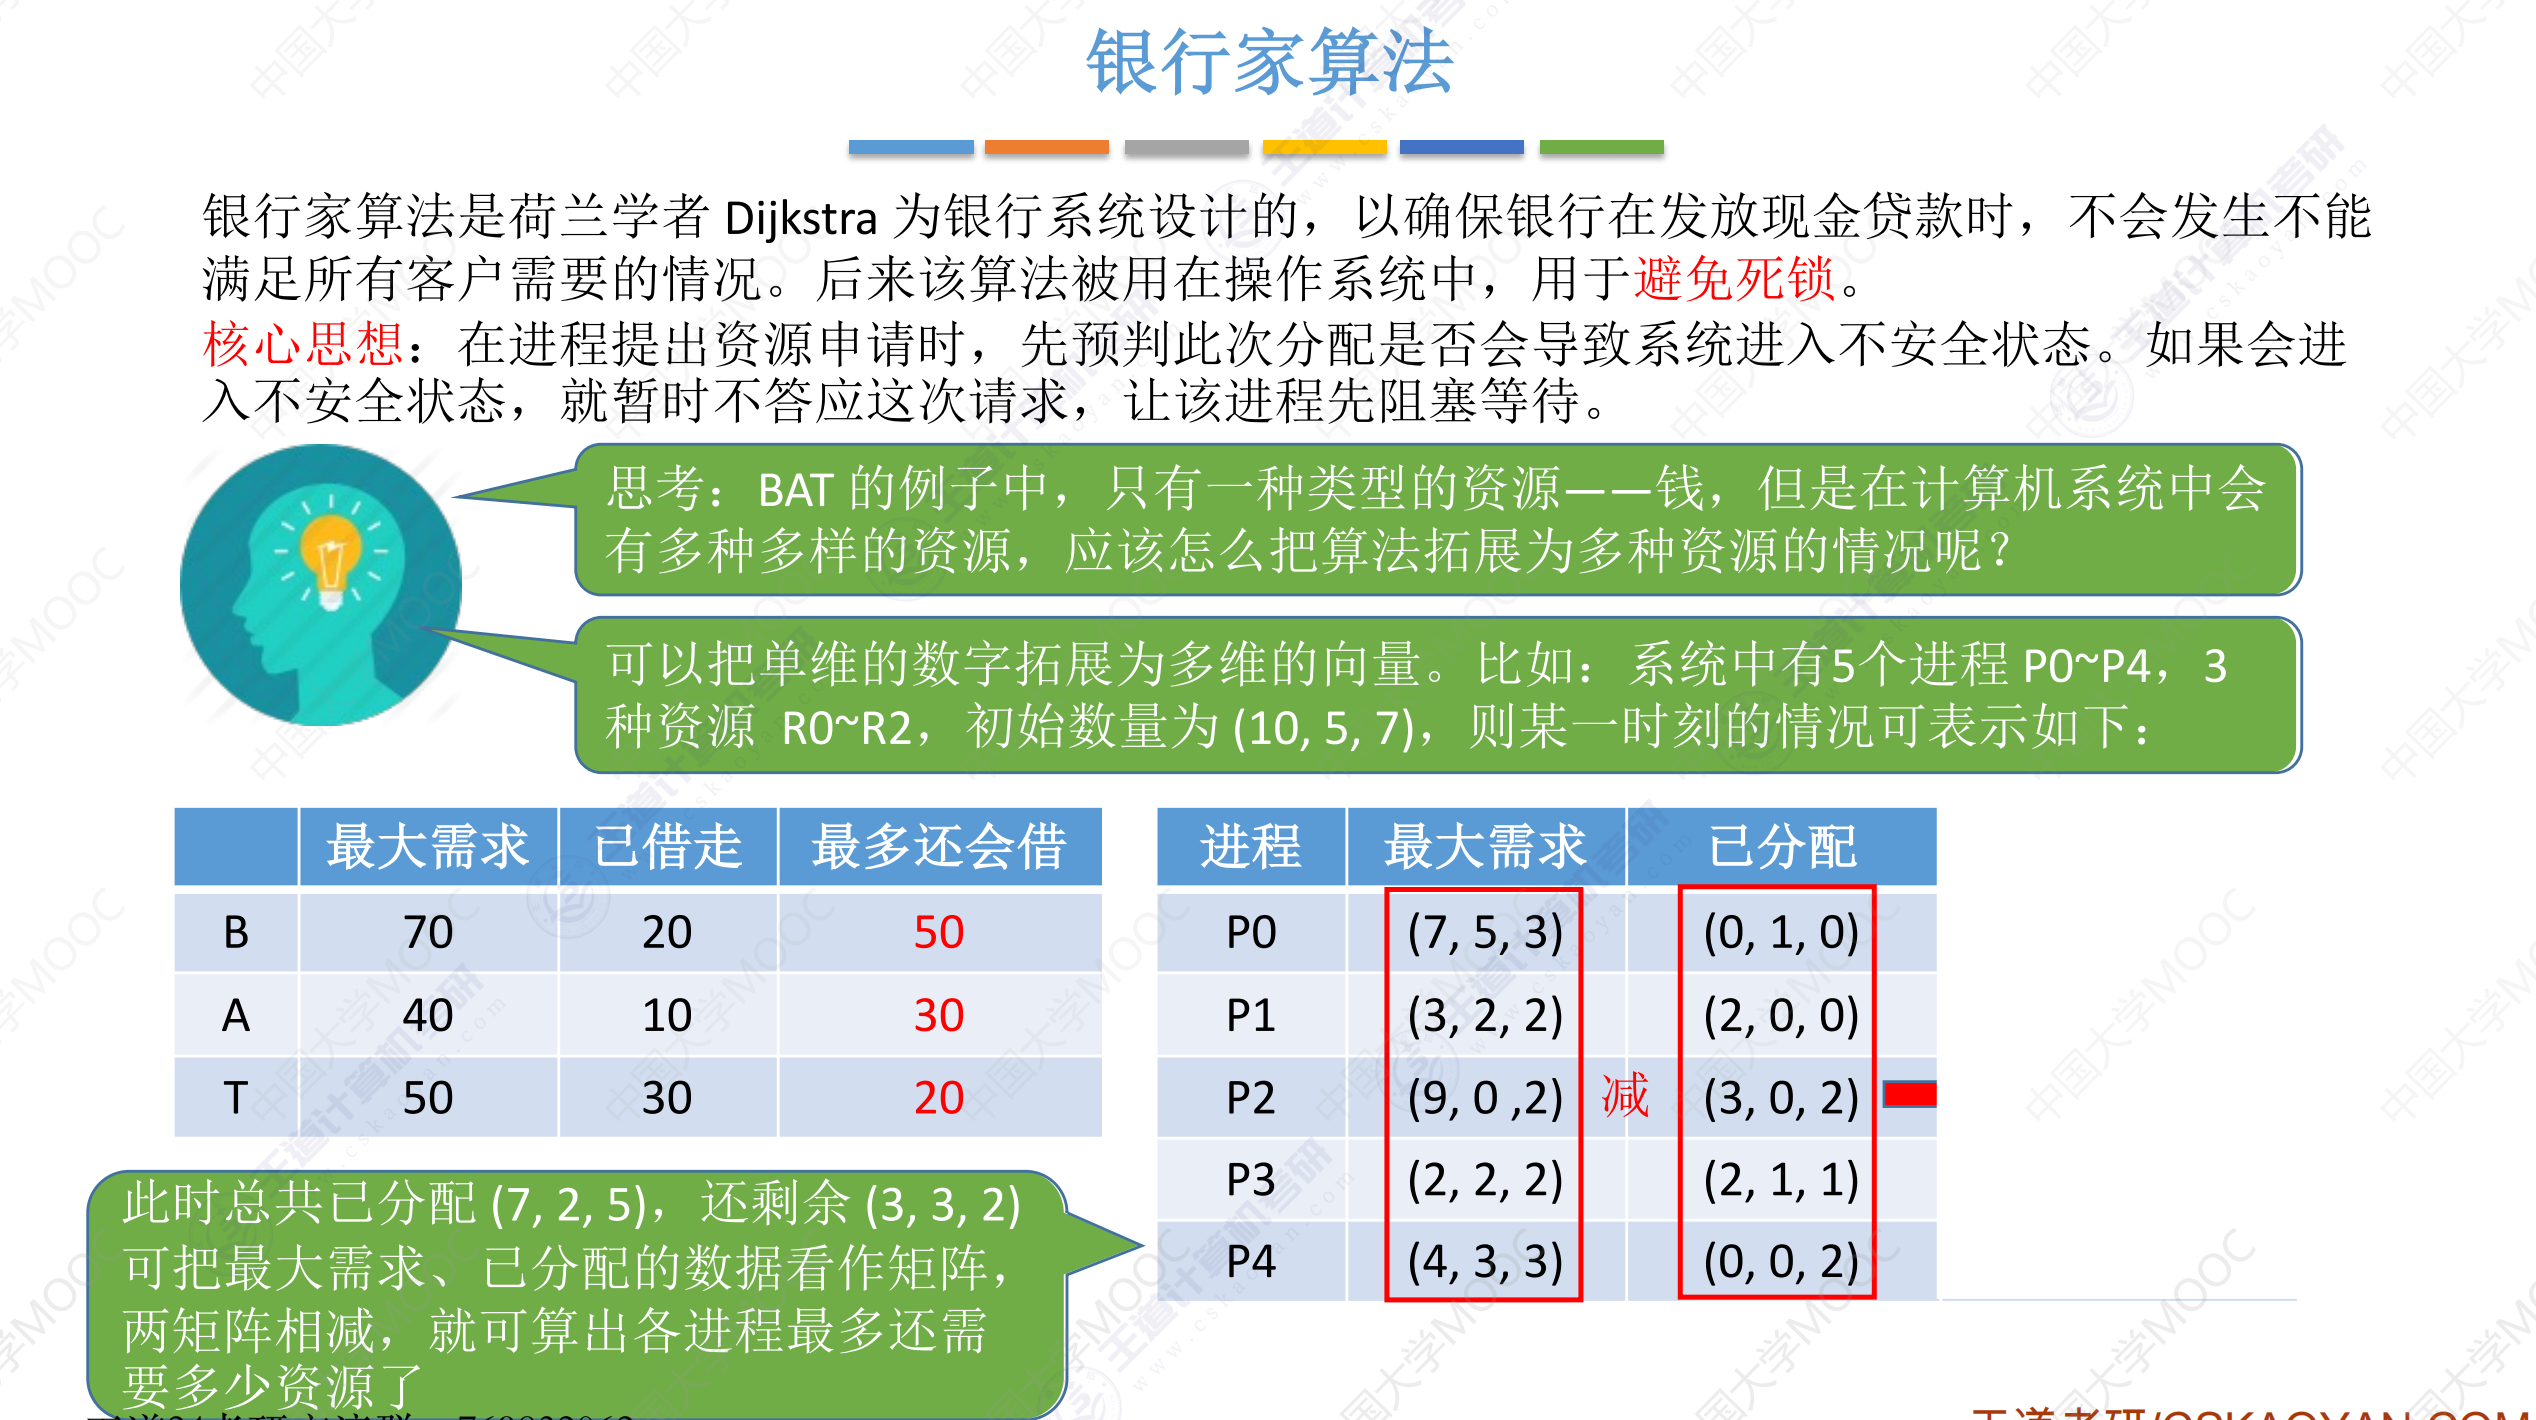 银行家算法
银行家算法是荷兰学者 Dijkstra 为银行系统设计的，以确保银行在发放现金贷款时，不会发生不能
满足所有客户需要的情况。后来该算法被用在操作系统中，用于避免死锁。
核心思想：在进程提出资源申请时，先预判此次分配是否会导致系统进入不安全状态。如果会进
入不安全状态，就暂时不答应这次请求，让该进程先阻塞等待。
思考：BAT 的例子中，只有一种类型的资源——钱，但是在计算机系统中会
有多种多样的资源，应该怎么把算法拓展为多种资源的情况呢？
可以把单维的数字拓展为多维的向量。比如：系统中有5个进程 P0~P4，3
种资源 R0~R2，初始数量为 (10, 5, 7)，则某一时刻的情况可表示如下：
最大需求 已借走 最多还会借
B 70 20 50
A 40 10 30
T 50 30 20
进程 最大需求 已分配
P0 (7, 5, 3) (0, 1, 0)
P1 (3, 2, 2) (2, 0, 0)
P2 (9, 0 ,2) 减 (3, 0, 2)
P3 (2, 2, 2) (2, 1, 1)
P4 (4, 3, 3) (0, 0, 2)
此时总共已分配 (7, 2, 5)，还剩余 (3, 3, 2)
可把最大需求、已分配的数据看作矩阵，
两矩阵相减，就可算出各进程最多还需
要多少资源了
王道考研/CSKAOYAN.COM